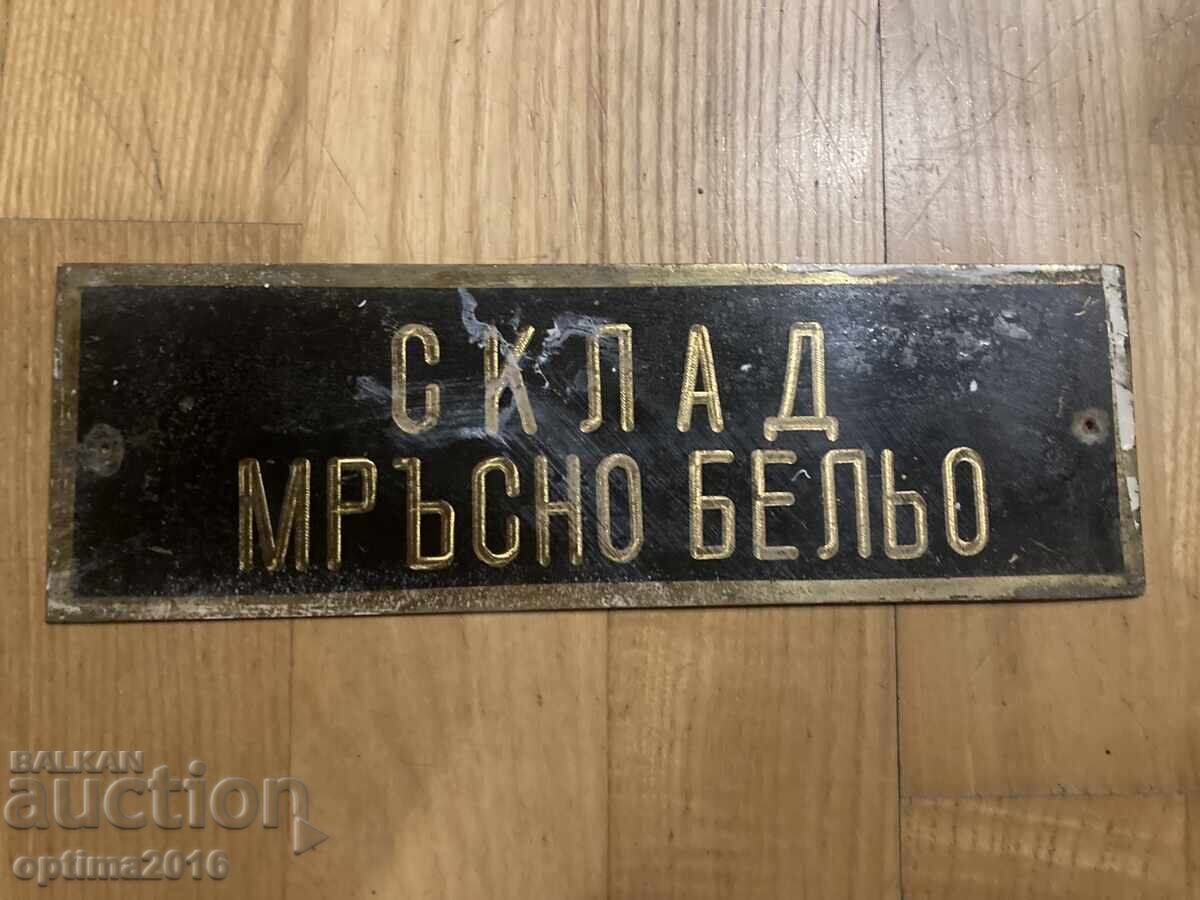 СКЛАД
МРЪСНО БЕЛЬО
BALKAN
auction
optima2016